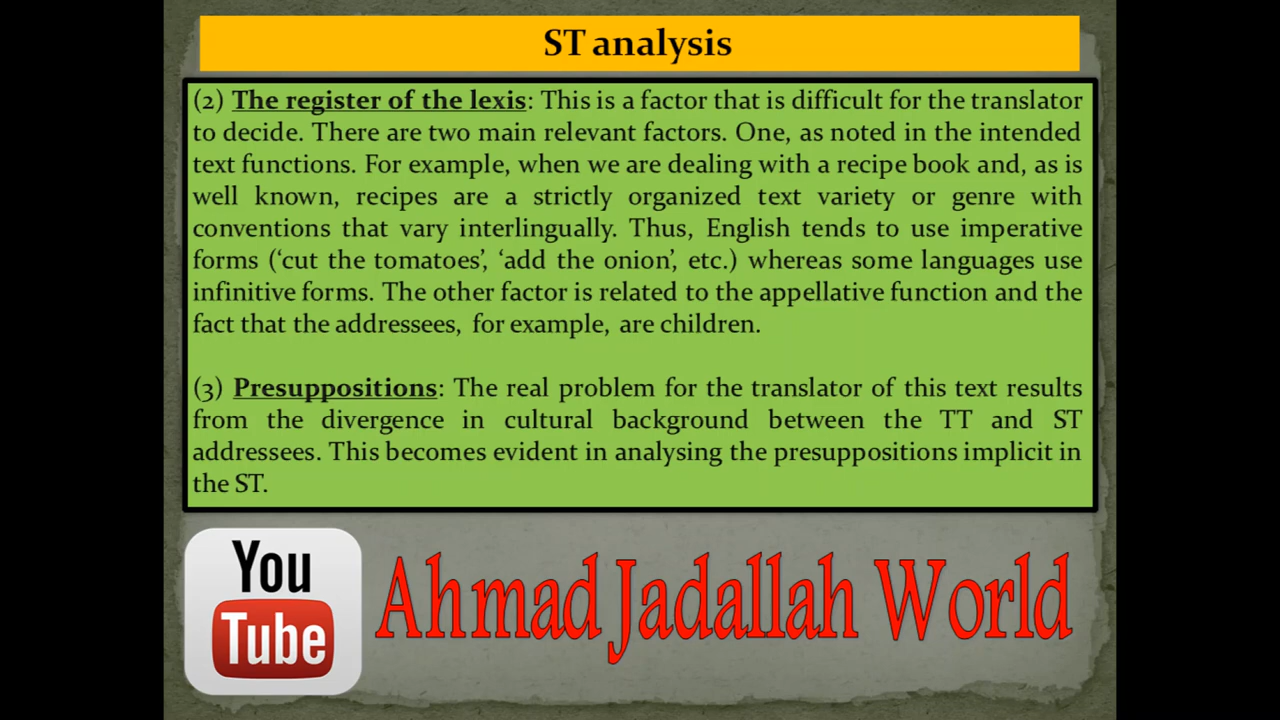 ST analysis
(2) The register of the lexis: This is a factor that is difficult for the translator
to decide. There are two main relevant factors. One, as noted in the intended
text functions. For example, when we are dealing with a recipe book and, as is
well known, recipes are a strictly organized text variety or genre with
conventions that vary interlingually. Thus, English tends to use imperative
forms (‘cut the tomatoes’, ‘add the onion’, etc.) whereas some languages use
infinitive forms. The other factor is related to the appellative function and the
fact that the addressees, for example, are children.
(3) Presuppositions: The real problem for the translator of this text results
from the divergence in cultural background between the TT and ST
addressees. This becomes evident in analysing the presuppositions implicit in
the ST.
You
Tube
Ahmad Jadallah World